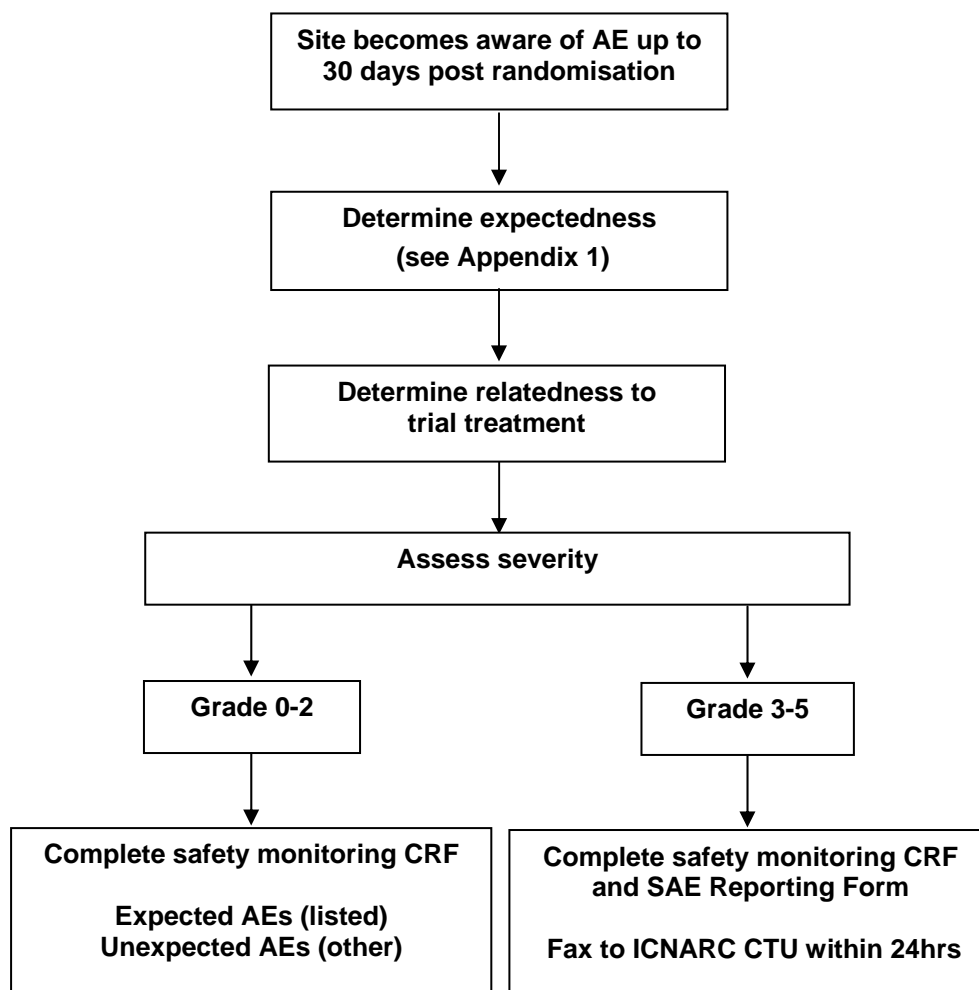 Site becomes aware of AE up to
30 days post randomisation
Determine expectedness
(see Appendix 1)
Determine relatedness to
trial treatment
Assess severity
Grade 0-2
Grade 3-5
Complete safety monitoring CRF
Expected AEs (listed)
Unexpected AEs (other)
Complete safety monitoring CRF
and SAE Reporting Form
Fax to ICNARC CTU within 24hrs